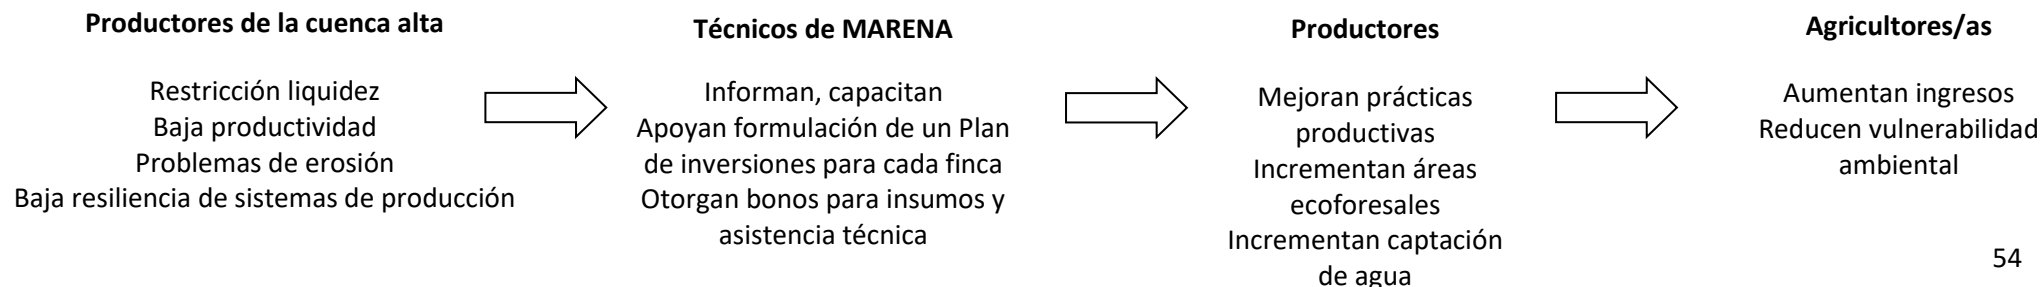 Productores de la cuenca alta
Restricción liquidez
Baja productividad
Problemas de erosión
Baja resiliencia de sistemas de producción
Técnicos de MARENA
Informan, capacitan
Apoyan formulación de un Plan
de inversiones para cada finca
Otorgan bonos para insumos y
asistencia técnica
Productores
Mejoran prácticas
productivas
Incrementan áreas
ecoforesales
Incrementan captación
de agua
Agricultores/as
Aumentan ingresos
Reducen vulnerabilidad
ambiental
54